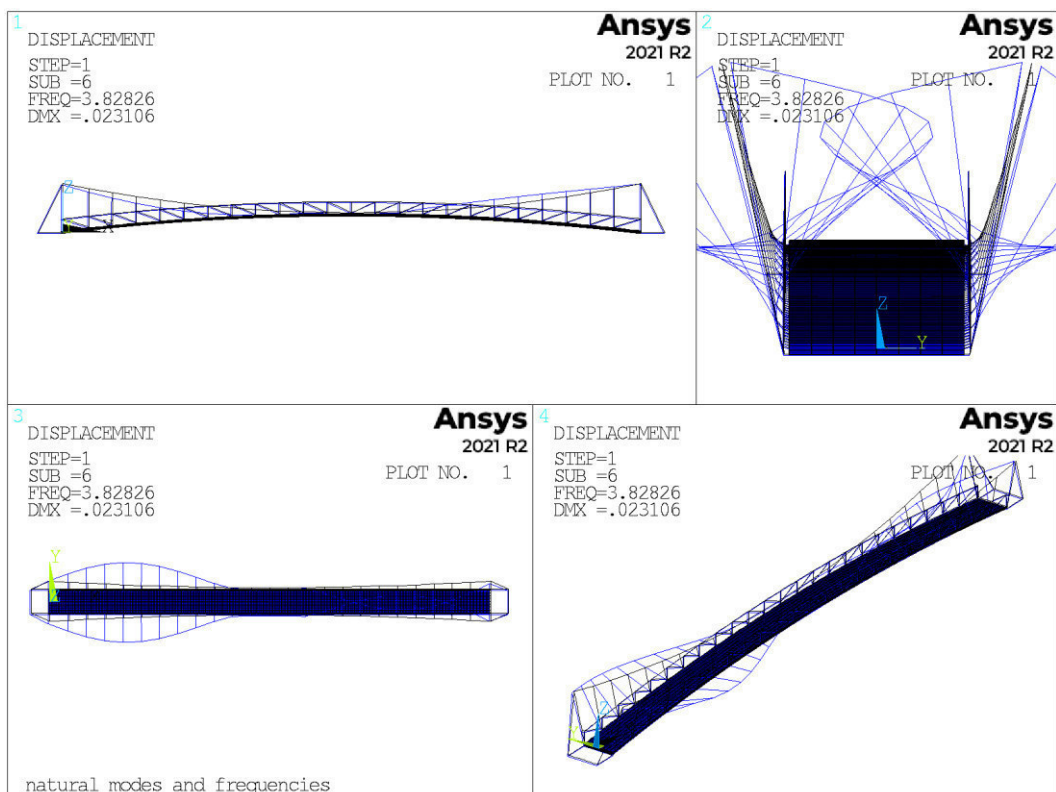 1
Ansys
2021 R2
DISPLACEMENT
STEP=1
SUB =6
FREQ=3.82826
DMX =.023106
PLOT NO. 1
Z
X
2
Ansys
2021 R2
DISPLACEMENT
STEP=1
SUB =6
FREQ=3.82826
DMX =.023106
PLOT NO. 1
Z
Y
3
Ansys
2021 R2
DISPLACEMENT
STEP=1
SUB =6
FREQ=3.82826
DMX =.023106
PLOT NO. 1
Y
Z
natural modes and frequencies
4
Ansys
2021 R2
DISPLACEMENT
STEP=1
SUB =6
FREQ=3.82826
DMX =.023106
PLOT NO. 1
Z
Y